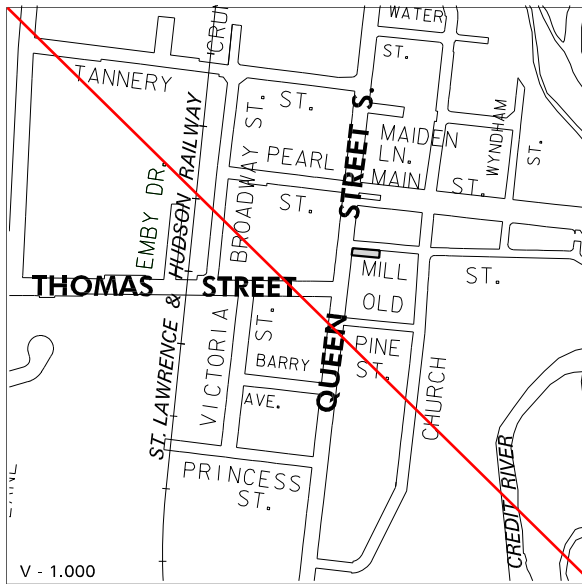 WATER
ST.
CRU
TANNERY
ST.
ST.
STREET S.
MAIDEN
LN.
WYNDHAM
ST.
PEARL
MAIN
ST.
ST.
BROADWAY
EMBY DR.
ST. LAWRENCE & HUDSON RAILWAY
THOMAS STREET
MILL
ST.
OLD
VICTORIA
ST.
QUEEN
PINE
ST.
BARRY
AVE.
CHURCH
PRINCESS
ST.
CREDIT RIVER
V - 1.000